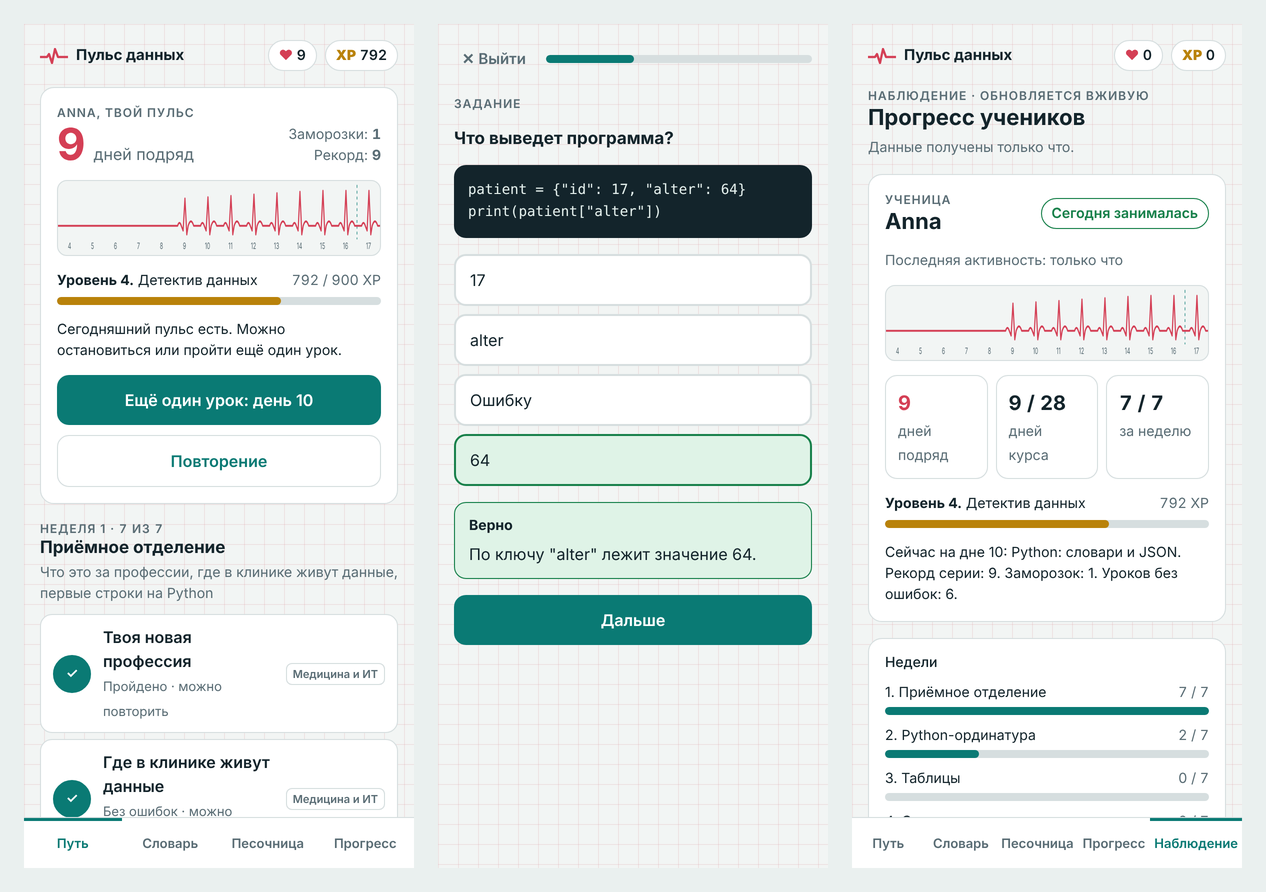 Пульс данных
9
XP 792
ANNA, ТВОЙ ПУЛЬС
9 дней подряд
Заморозки: 1
Рекорд: 9
4 5 6 7 8 9 10 11 12 13 14 15 16 17
Уровень 4. Детектив данных 792 / 900 XP
Сегодняшний пульс есть. Можно
остановиться или пройти ещё один урок.
Ещё один урок: день 10
Повторение
НЕДЕЛЯ 1 · 7 ИЗ 7
Приёмное отделение
Что это за профессии, где в клинике живут данные,
первые строки на Python
Твоя новая
профессия
Пройдено · можно
повторить
Медицина и ИТ
Где в клинике живут
данные
Без ошибок · можно
Медицина и ИТ
Путь Словарь Песочница Прогресс
✕ Выйти
ЗАДАНИЕ
Что выведет программа?
patient = {"id": 17, "alter": 64}
print(patient["alter"])
17
alter
Ошибку
64
Верно
По ключу "alter" лежит значение 64.
Дальше
Пульс данных
0
XP 0
НАБЛЮДЕНИЕ · ОБНОВЛЯЕТСЯ ВЖИВУЮ
Прогресс учеников
Данные получены только что.
УЧЕНИЦА
Anna
Сегодня занималась
Последняя активность: только что
4 5 6 7 8 9 10 11 12 13 14 15 16 17
9
дней
подряд
9 / 28
дней
курса
7 / 7
за неделю
Уровень 4. Детектив данных 792 XP
Сейчас на дне 10: Python: словари и JSON.
Рекорд серии: 9. Заморозок: 1. Уроков без
ошибок: 6.
Недели
1. Приёмное отделение 7 / 7
2. Python-ординатура 2 / 7
3. Таблицы 0 / 7
Путь Словарь Песочница Прогресс Наблюдение